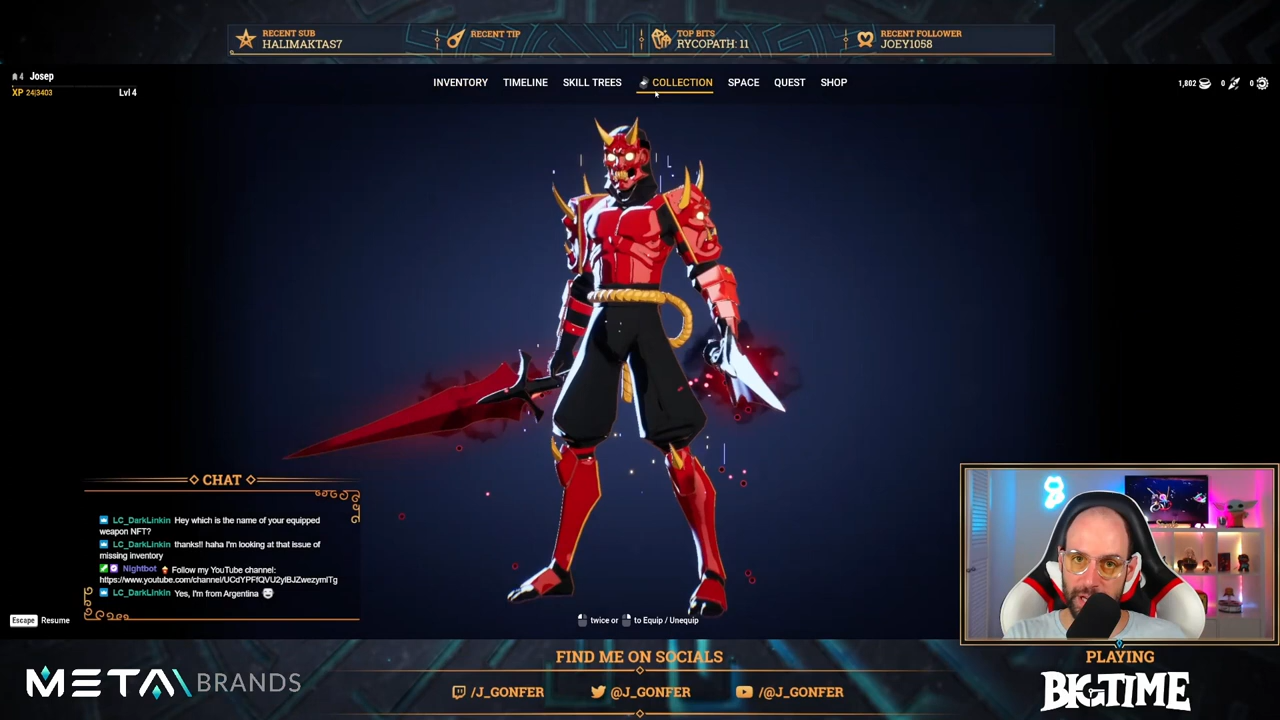 RECENT SUB
HALIMAKTAS7
RECENT TIP
TOP BITS
RYCOPATH: 11
RECENT FOLLOWER
JOEY1058
4 Josep
XP 24|3403
Lvl 4
INVENTORY TIMELINE SKILL TREES COLLECTION SPACE QUEST SHOP
1,802 0 0
CHAT
LC_DarkLinkin Hey which is the name of your equipped
weapon NFT?
LC_DarkLinkin thanks!! haha I'm looking at that issue of
missing inventory
Nightbot Follow my YouTube channel:
LC_DarkLinkin Yes, I'm from Argentina
Escape Resume
twice or to Equip / Unequip
FIND ME ON SOCIALS
/J_GONFER @J_GONFER /@J_GONFER
META BRANDS
PLAYING
BIGTIME